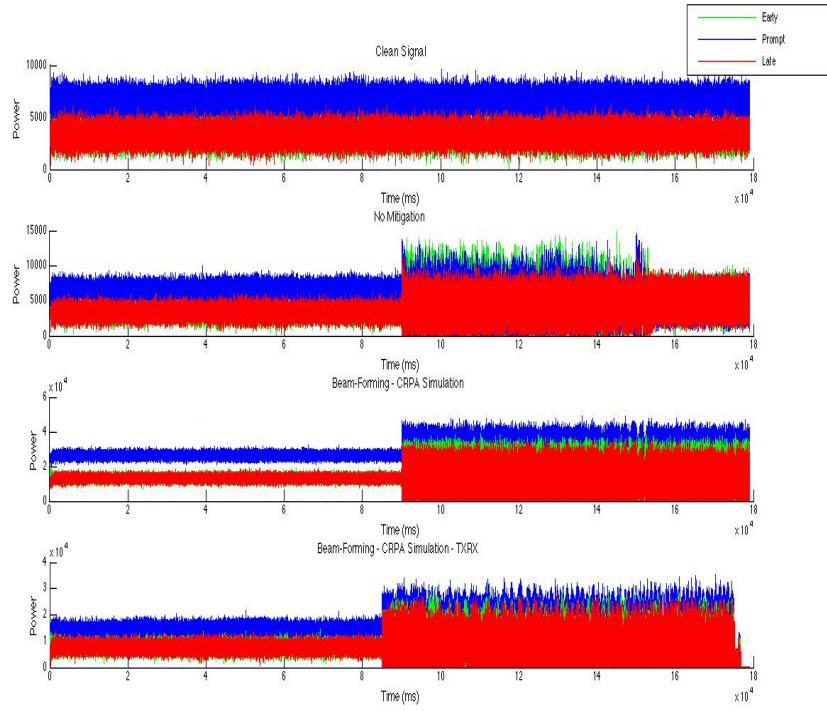 Early
Prompt
Late
Clean Signal
10000
5000
0
Power
0 2 4 6 8 10 12 14 16 18
Time (ms)
x 10^4
No Mitigation
15000
10000
5000
0
Power
0 2 4 6 8 10 12 14 16 18
Time (ms)
x 10^4
Beam-Forming - CRPA Simulation
x 10^4
6
4
2
0
Power
0 2 4 6 8 10 12 14 16 18
Time (ms)
x 10^4
Beam-Forming - CRPA Simulation - TXRX
x 10^4
4
3
2
1
0
Power
0 2 4 6 8 10 12 14 16 18
Time (ms)
x 10^4